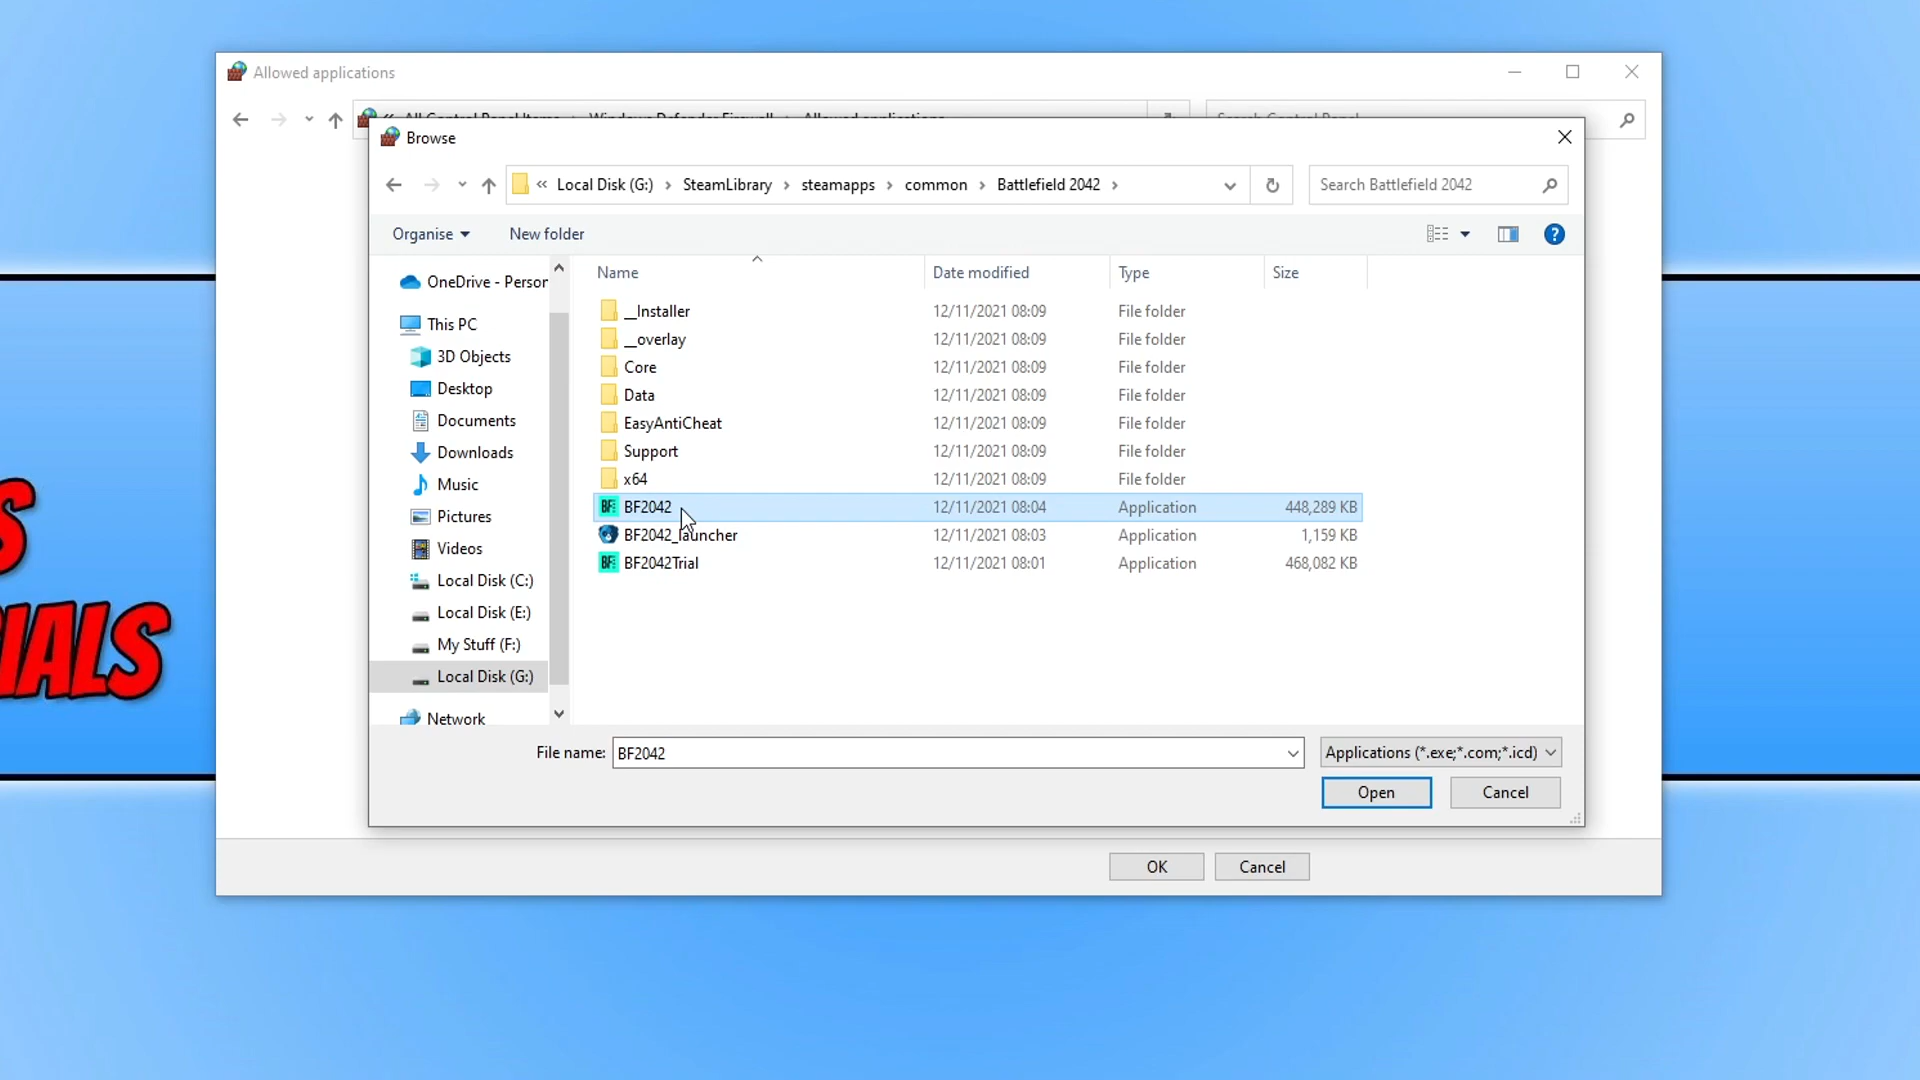 Allowed applications
All Control Panel Items Windows Defender Firewall Allowed applications
Search Control Panel
Browse
« Local Disk (G:) › SteamLibrary › steamapps › common › Battlefield 2042 ›
Search Battlefield 2042
Organise
New folder
OneDrive - Person
This PC
3D Objects
Desktop
Documents
Downloads
Music
Pictures
Videos
Local Disk (C:)
Local Disk (E:)
My Stuff (F:)
Local Disk (G:)
Network
Name Date modified Type Size
__Installer 12/11/2021 08:09 File folder
__overlay 12/11/2021 08:09 File folder
Core 12/11/2021 08:09 File folder
Data 12/11/2021 08:09 File folder
EasyAntiCheat 12/11/2021 08:09 File folder
Support 12/11/2021 08:09 File folder
x64 12/11/2021 08:09 File folder
BF2042 12/11/2021 08:04 Application 448,289 KB
BF2042_launcher 12/11/2021 08:03 Application 1,159 KB
BF2042Trial 12/11/2021 08:01 Application 468,082 KB
File name: BF2042
Applications (*.exe;*.com;*.icd)
Open
Cancel
OK
Cancel
S
IALS